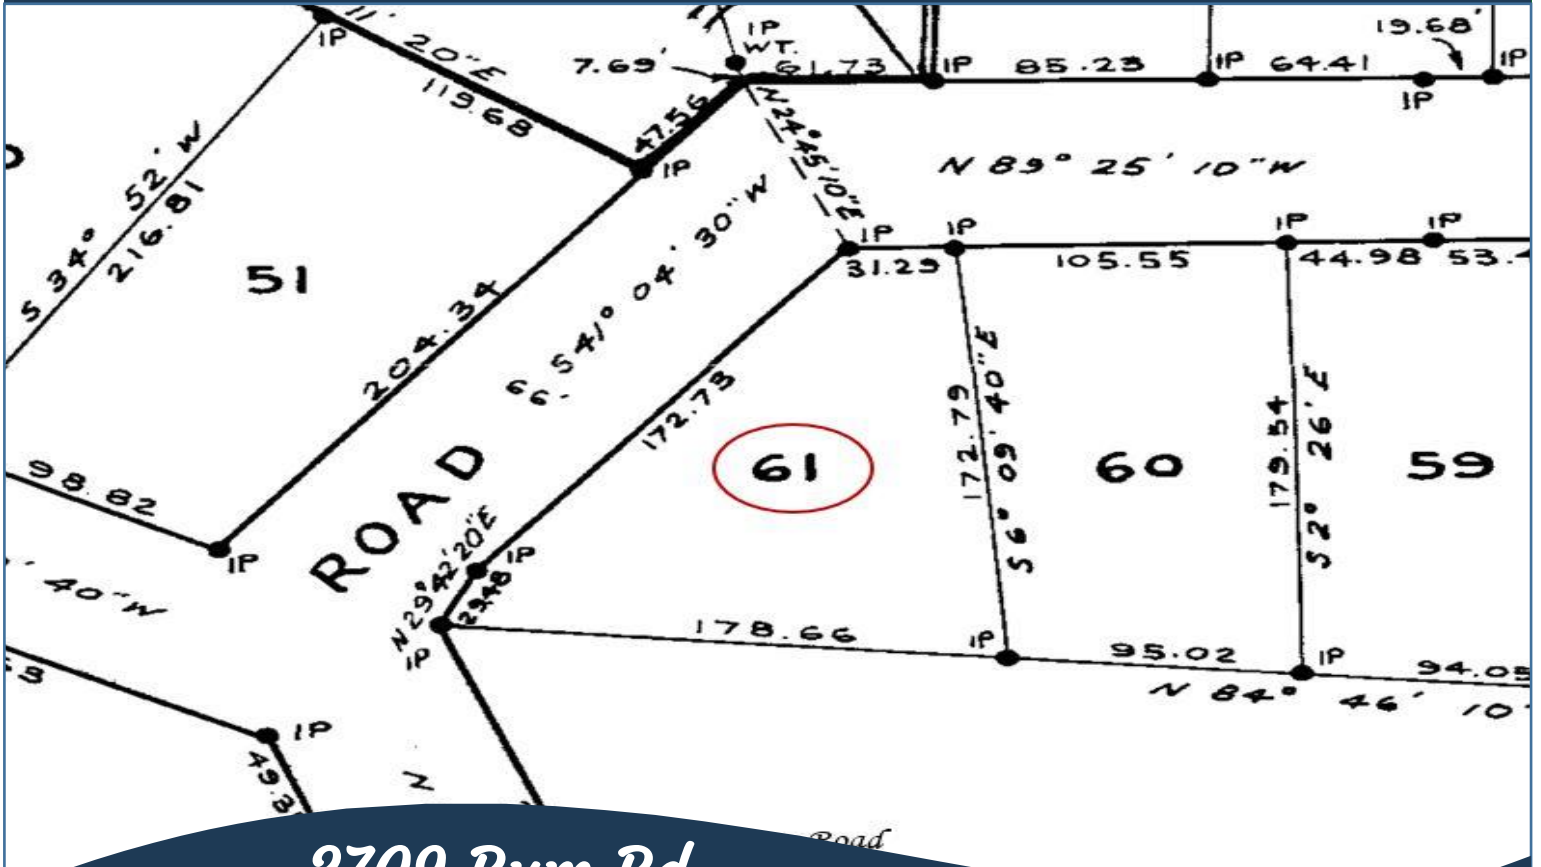 11' 20"E
119.68
IP
7.69'
IP
WT.
61.73
IP
85.23
IP
64.41
19.68'
IP
IP
47.56
IP
N 24° 45' 10"E
N 89° 25' 10"W
S 34° 52' W
216.81
51
204.34
66'
S 41° 04' 30"W
IP
31.29
IP
105.55
IP
44.98
IP
172.73
61
172.79
S 6° 09' 40"E
60
179.54
S 2° 26' E
59
98.82
IP
ROAD
40"W
N 29° 42' 20"E
IP
29.48
IP
178.66
IP
95.02
IP
94.05
N 84° 46' 10"
IP
Z
Road